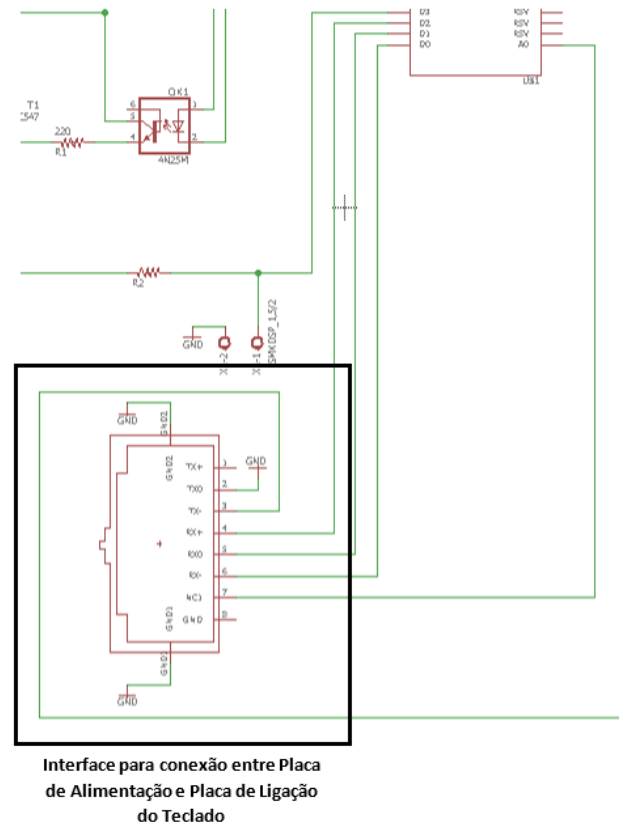 D1
D2
D3
D0
RSV
RSV
RSV
A0
U$1
OK1
6
5
4
1
2
4N25M
T1
220
R1
R2
GND
X-2
X-1
SMKDSP_1,5/2
GND
GND2
GND2
GND
TX+
1
TX0
2
TX-
3
RX+
4
RX0
5
RX-
6
7
GND
8
GND1
GND1
GND
Interface para conexão entre Placa
de Alimentação e Placa de Ligação
do Teclado